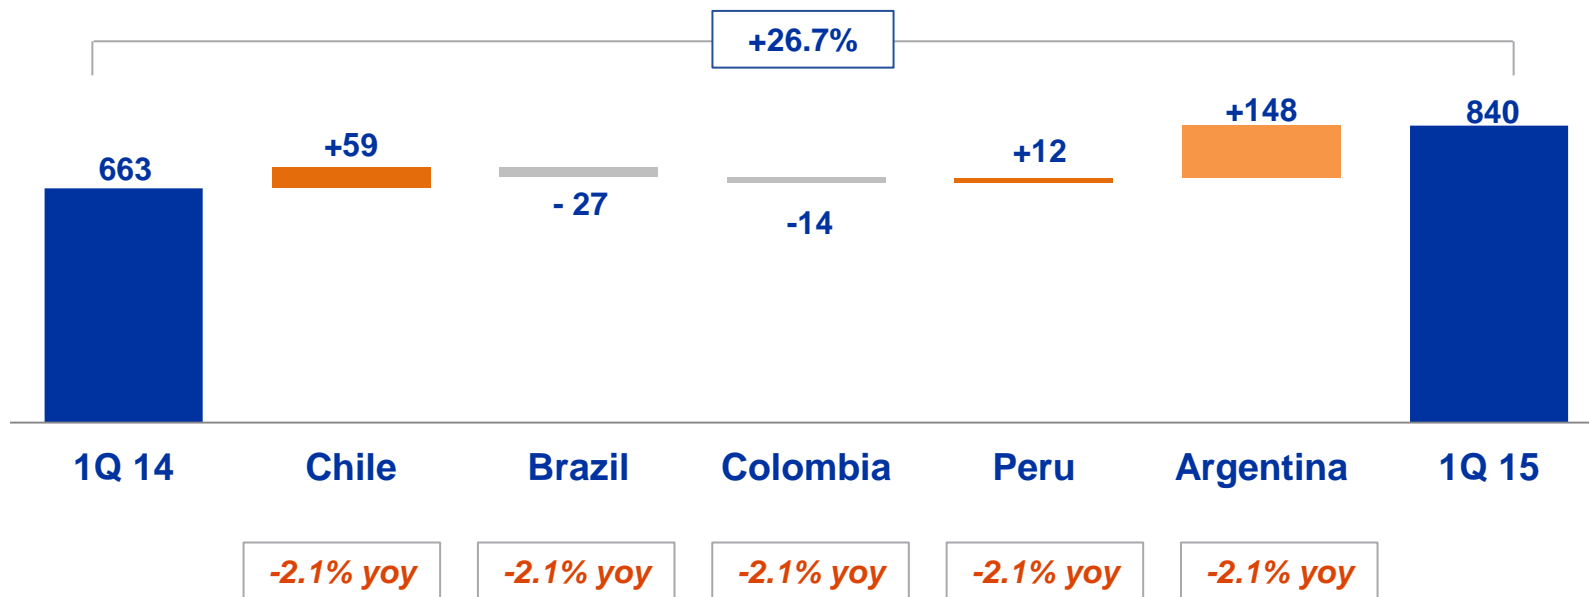 +26.7%
663
+59
- 27
-14
+12
+148
840
1Q 14
Chile
Brazil
Colombia
Peru
Argentina
1Q 15
-2.1% yoy
-2.1% yoy
-2.1% yoy
-2.1% yoy
-2.1% yoy